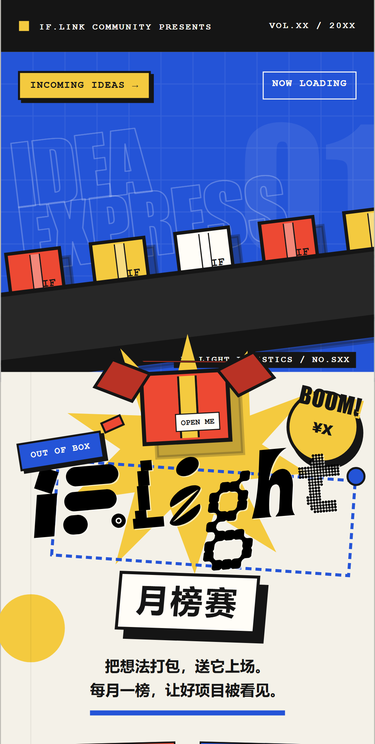 IF.LINK COMMUNITY PRESENTS
VOL.XX / 20XX
INCOMING IDEAS →
NOW LOADING
01
IDEA
EXPRESS
IF
IF
IF
IF
LIGHT STICS / NO.SXX
OPEN ME
BOOM!
¥X
OUT OF BOX
iF.Light
月榜赛
把想法打包，送它上场。
每月一榜，让好项目被看见。